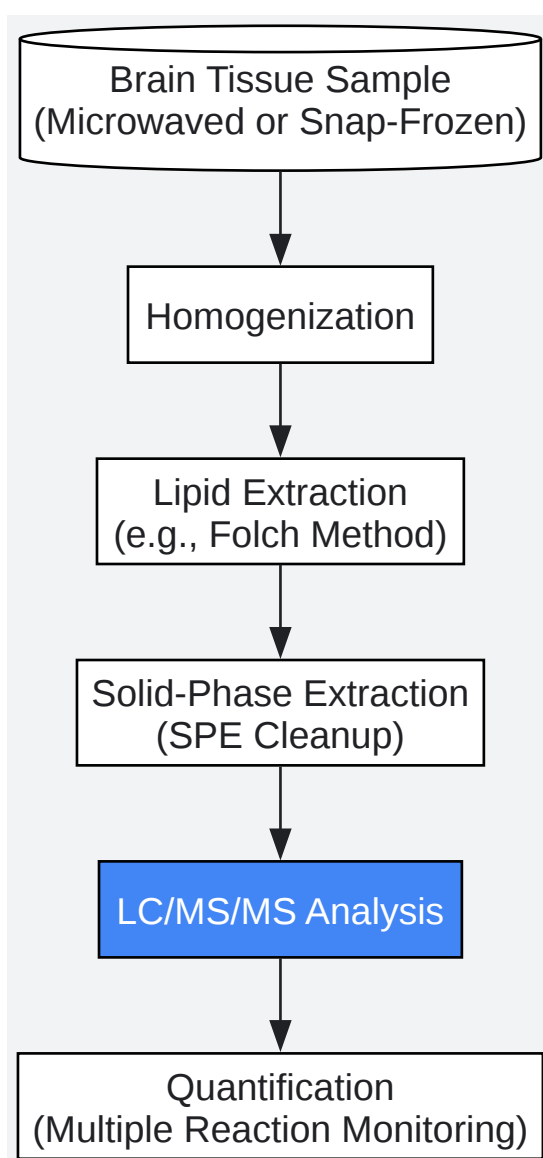 Brain Tissue Sample
(Microwaved or Snap-Frozen)
Homogenization
Lipid Extraction
(e.g., Folch Method)
Solid-Phase Extraction
(SPE Cleanup)
LC/MS/MS Analysis
Quantification
(Multiple Reaction Monitoring)